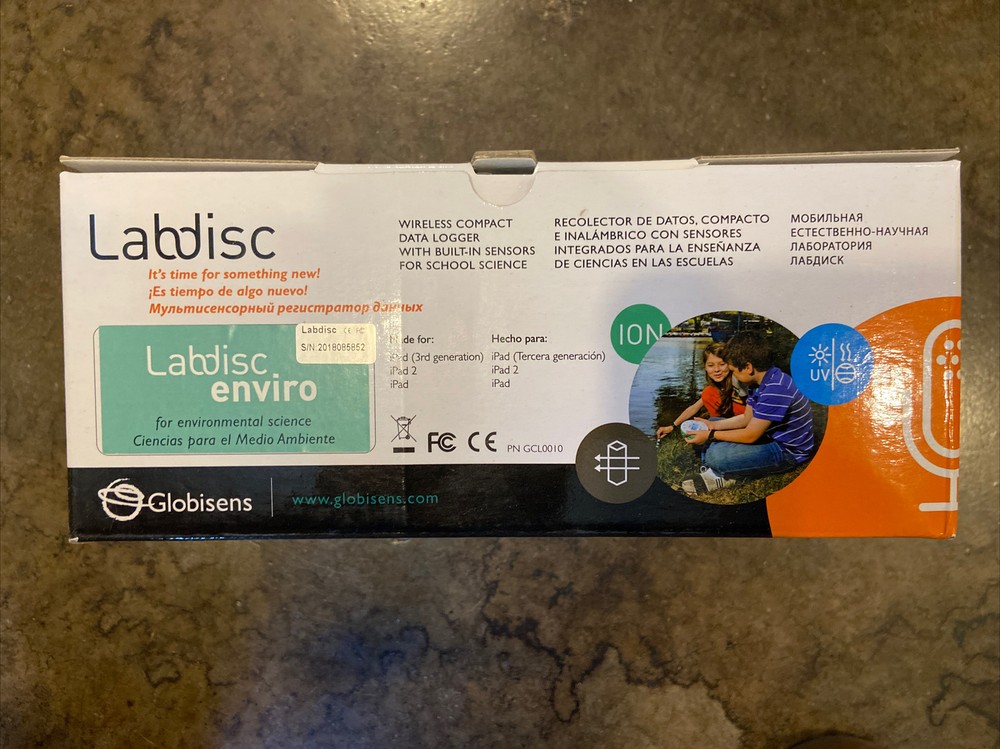 Labdisc
It's time for something new!
¡Es tiempo de algo nuevo!
Мультисенсорный регистратор данных
WIRELESS COMPACT
DATA LOGGER
WITH BUILT-IN SENSORS
FOR SCHOOL SCIENCE
RECOLECTOR DE DATOS, COMPACTO
E INALÁMBRICO CON SENSORES
INTEGRADOS PARA LA ENSEÑANZA
DE CIENCIAS EN LAS ESCUELAS
МОБИЛЬНАЯ
ЕСТЕСТВЕННО-НАУЧНАЯ
ЛАБОРАТОРИЯ
ЛАБДИСК
Labdisc CE FC
S/N:2018085852
Labdisc
enviro
for environmental science
Ciencias para el Medio Ambiente
for:
(3rd generation)
iPad 2
iPad
Hecho para:
iPad (Tercera generación)
iPad 2
iPad
FC CE PN GCL0010
ION
UV
Globisens
www.globisens.com